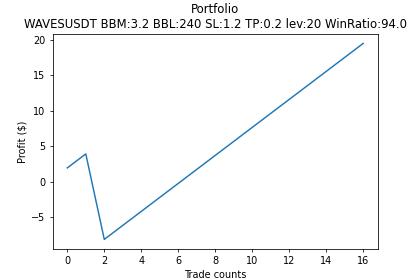 Portfolio
WAVESUSDT BBM:3.2 BBL:240 SL:1.2 TP:0.2 lev:20 WinRatio:94.0
20
15
10
5
0
−5
Profit ($)
0 2 4 6 8 10 12 14 16
Trade counts